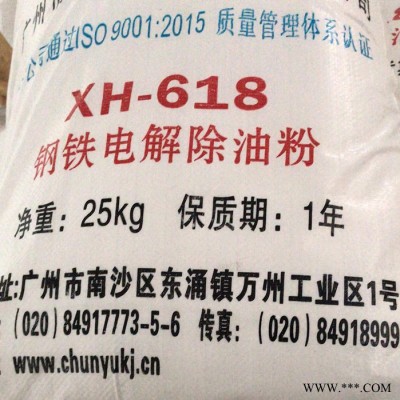 广州
公司通过ISO 9001:2015 质量管理体系认证
XH-618
钢铁电解除油粉
净重:25kg 保质期:1年
址:广州市南沙区东涌镇万州工业区1号
(020) 84917773-5-6 传真:(020) 84918999
www.chunyukj.cn
WWW.***.COM